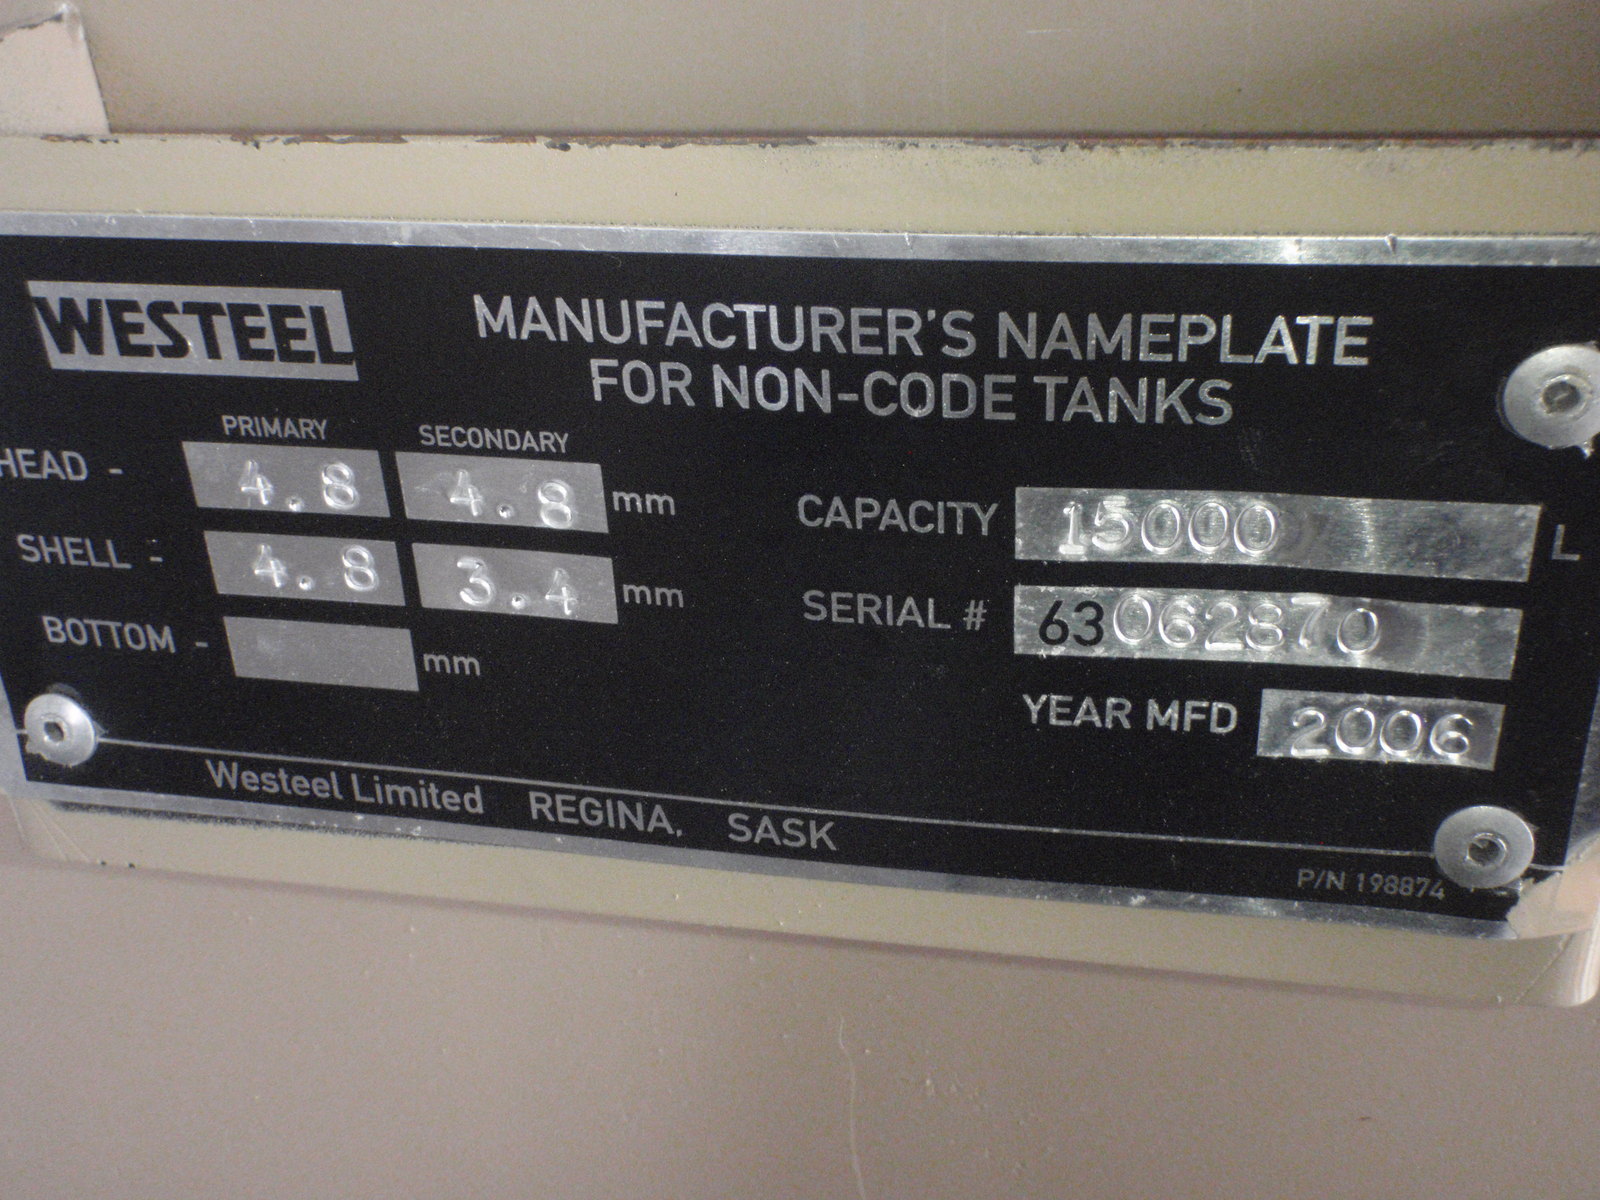 WESTEEL
MANUFACTURER'S NAMEPLATE
FOR NON-CODE TANKS
PRIMARY SECONDARY
HEAD - 4.8 4.8 mm
SHELL - 4.8 3.4 mm
BOTTOM - mm
CAPACITY 15000 L
SERIAL # 63062870
YEAR MFD 2006
Westeel Limited REGINA, SASK
P/N 198874